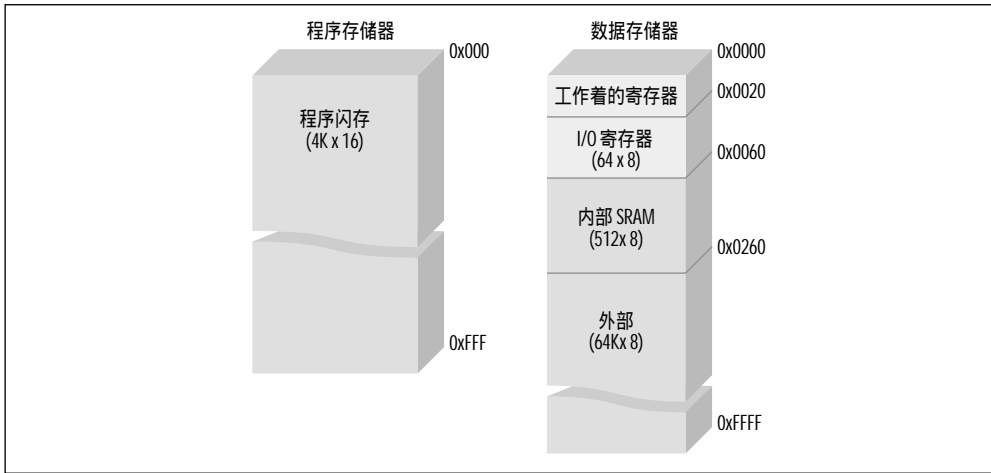 程序存储器
0x000
程序闪存
(4K x 16)
0xFFF
数据存储器
0x0000
工作着的寄存器
0x0020
I/0 寄存器
(64 x 8)
0x0060
内部 SRAM
(512x 8)
0x0260
外部
(64Kx 8)
0xFFFF